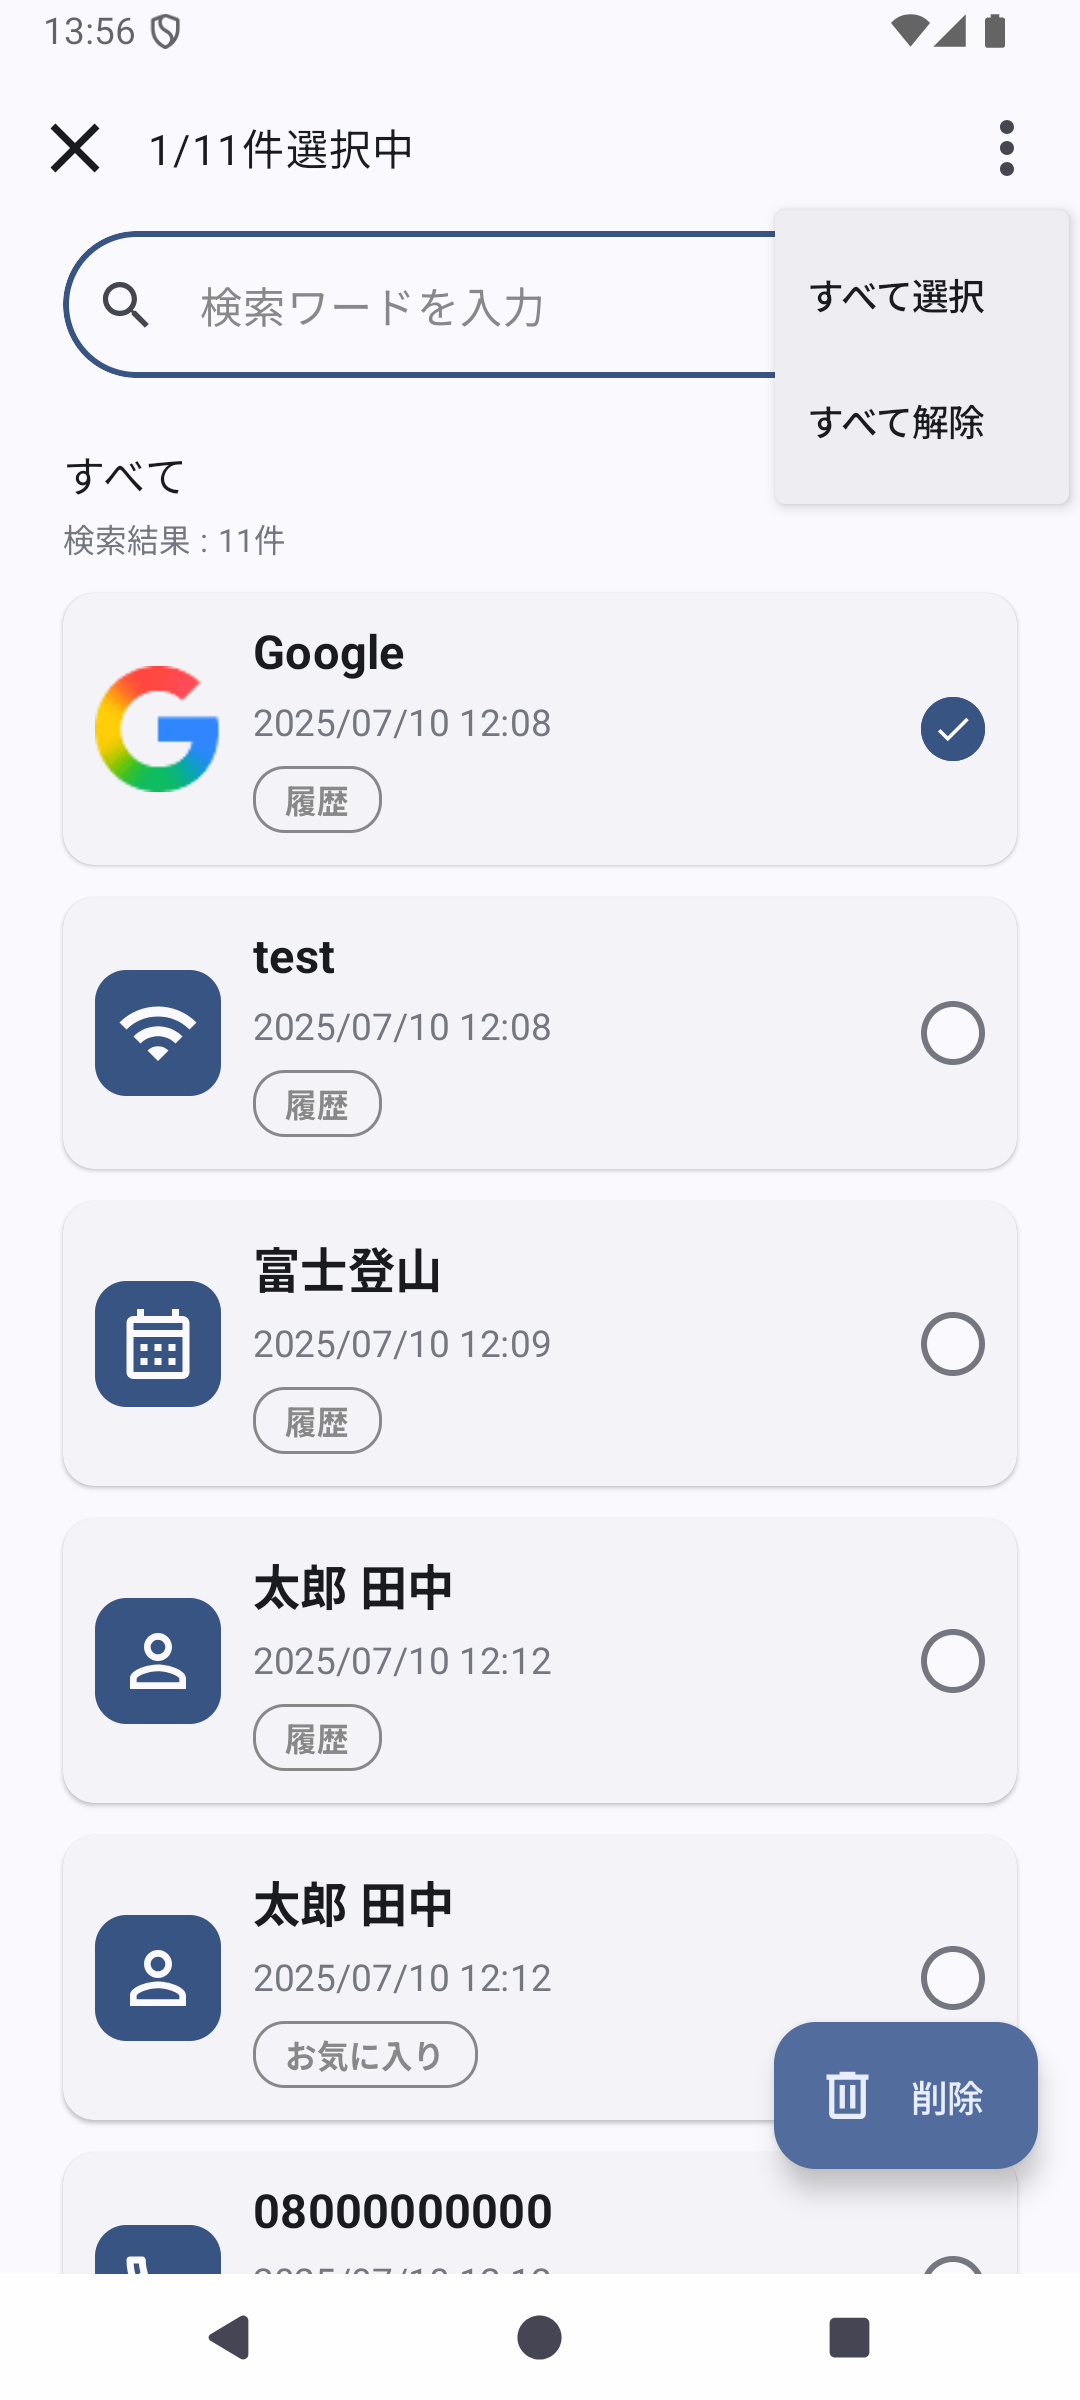 13:56
1/11件選択中
検索ワードを入力
すべて選択
すべて解除
すべて
検索結果 : 11件
Google
2025/07/10 12:08
履歴
test
2025/07/10 12:08
履歴
富士登山
2025/07/10 12:09
履歴
太郎 田中
2025/07/10 12:12
履歴
太郎 田中
2025/07/10 12:12
お気に入り
削除
08000000000